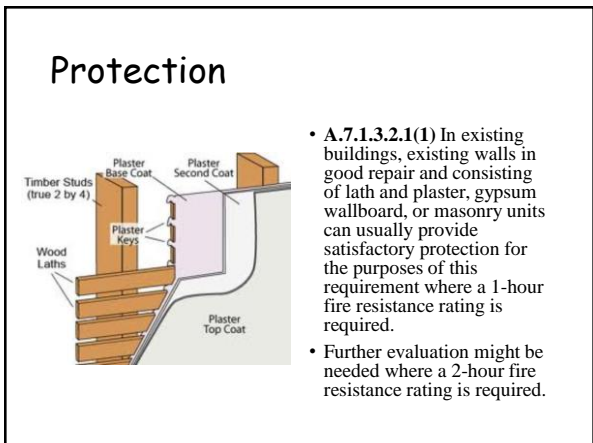 Protection
Plaster
Base Coat
Plaster
Second Coat
Timber Studs
(true 2 by 4)
Plaster
Keys
Wood
Laths
Plaster
Top Coat
• A.7.1.3.2.1(1) In existing
buildings, existing walls in
good repair and consisting
of lath and plaster, gypsum
wallboard, or masonry units
can usually provide
satisfactory protection for
the purposes of this
requirement where a 1-hour
fire resistance rating is
required.
• Further evaluation might be
needed where a 2-hour fire
resistance rating is required.